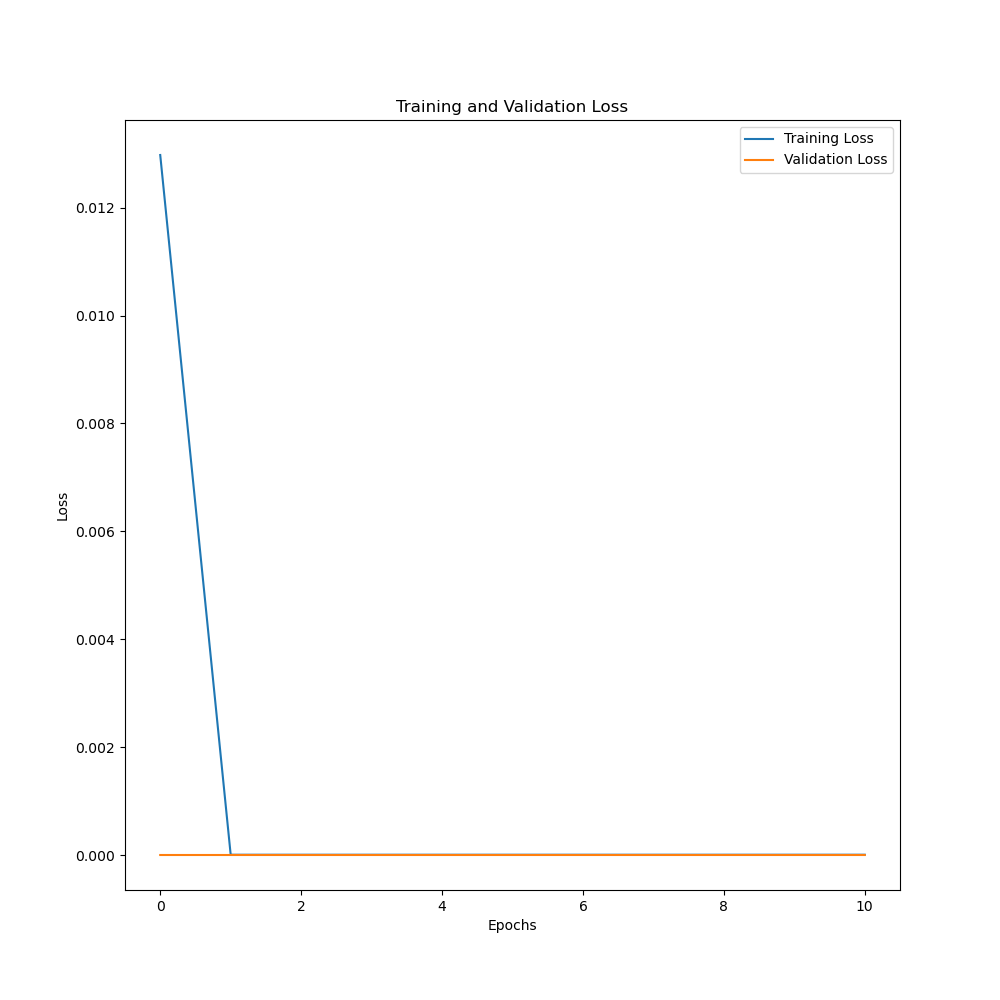 Training and Validation Loss
Training Loss
Validation Loss
0.012
0.010
0.008
0.006
0.004
0.002
0.000
Loss
0 2 4 6 8 10
Epochs